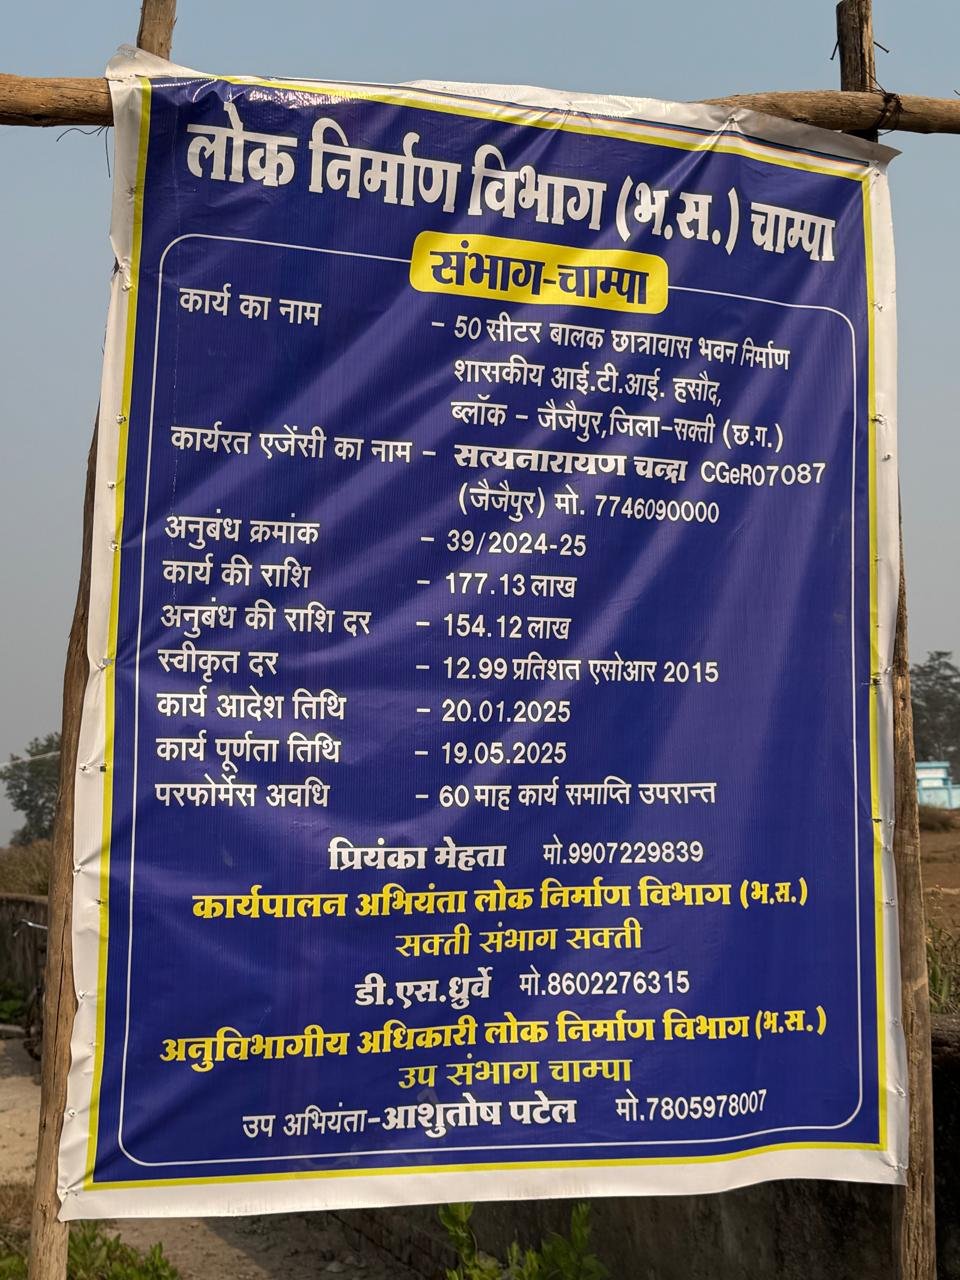 लोक निर्माण विभाग (भ.स.) चाम्पा
संभाग-चाम्पा
कार्य का नाम - 50 सीटर बालक छात्रावास भवन निर्माण
शासकीय आई.टी.आई. हसौद,
ब्लॉक - जैजैपुर,जिला-सक्ती (छ.ग.)
कार्यरत एजेंसी का नाम - सत्यनारायण चन्द्रा CGeR07087
(जैजैपुर) मो. 7746090000
अनुबंध क्रमांक - 39/2024-25
कार्य की राशि - 177.13 लाख
अनुबंध की राशि दर - 154.12 लाख
स्वीकृत दर - 12.99 प्रतिशत एसोआर 2015
कार्य आदेश तिथि - 20.01.2025
कार्य पूर्णता तिथि - 19.05.2025
परफोर्मेस अवधि - 60 माह कार्य समाप्ति उपरान्त
प्रियंका मेहता मो.9907229839
कार्यपालन अभियंता लोक निर्माण विभाग (भ.स.)
सक्ती संभाग सक्ती
डी.एस.ध्रुर्वे मो.8602276315
अनुविभागीय अधिकारी लोक निर्माण विभाग (भ.स.)
उप संभाग चाम्पा
उप अभियंता-आशुतोष पटेल मो.7805978007